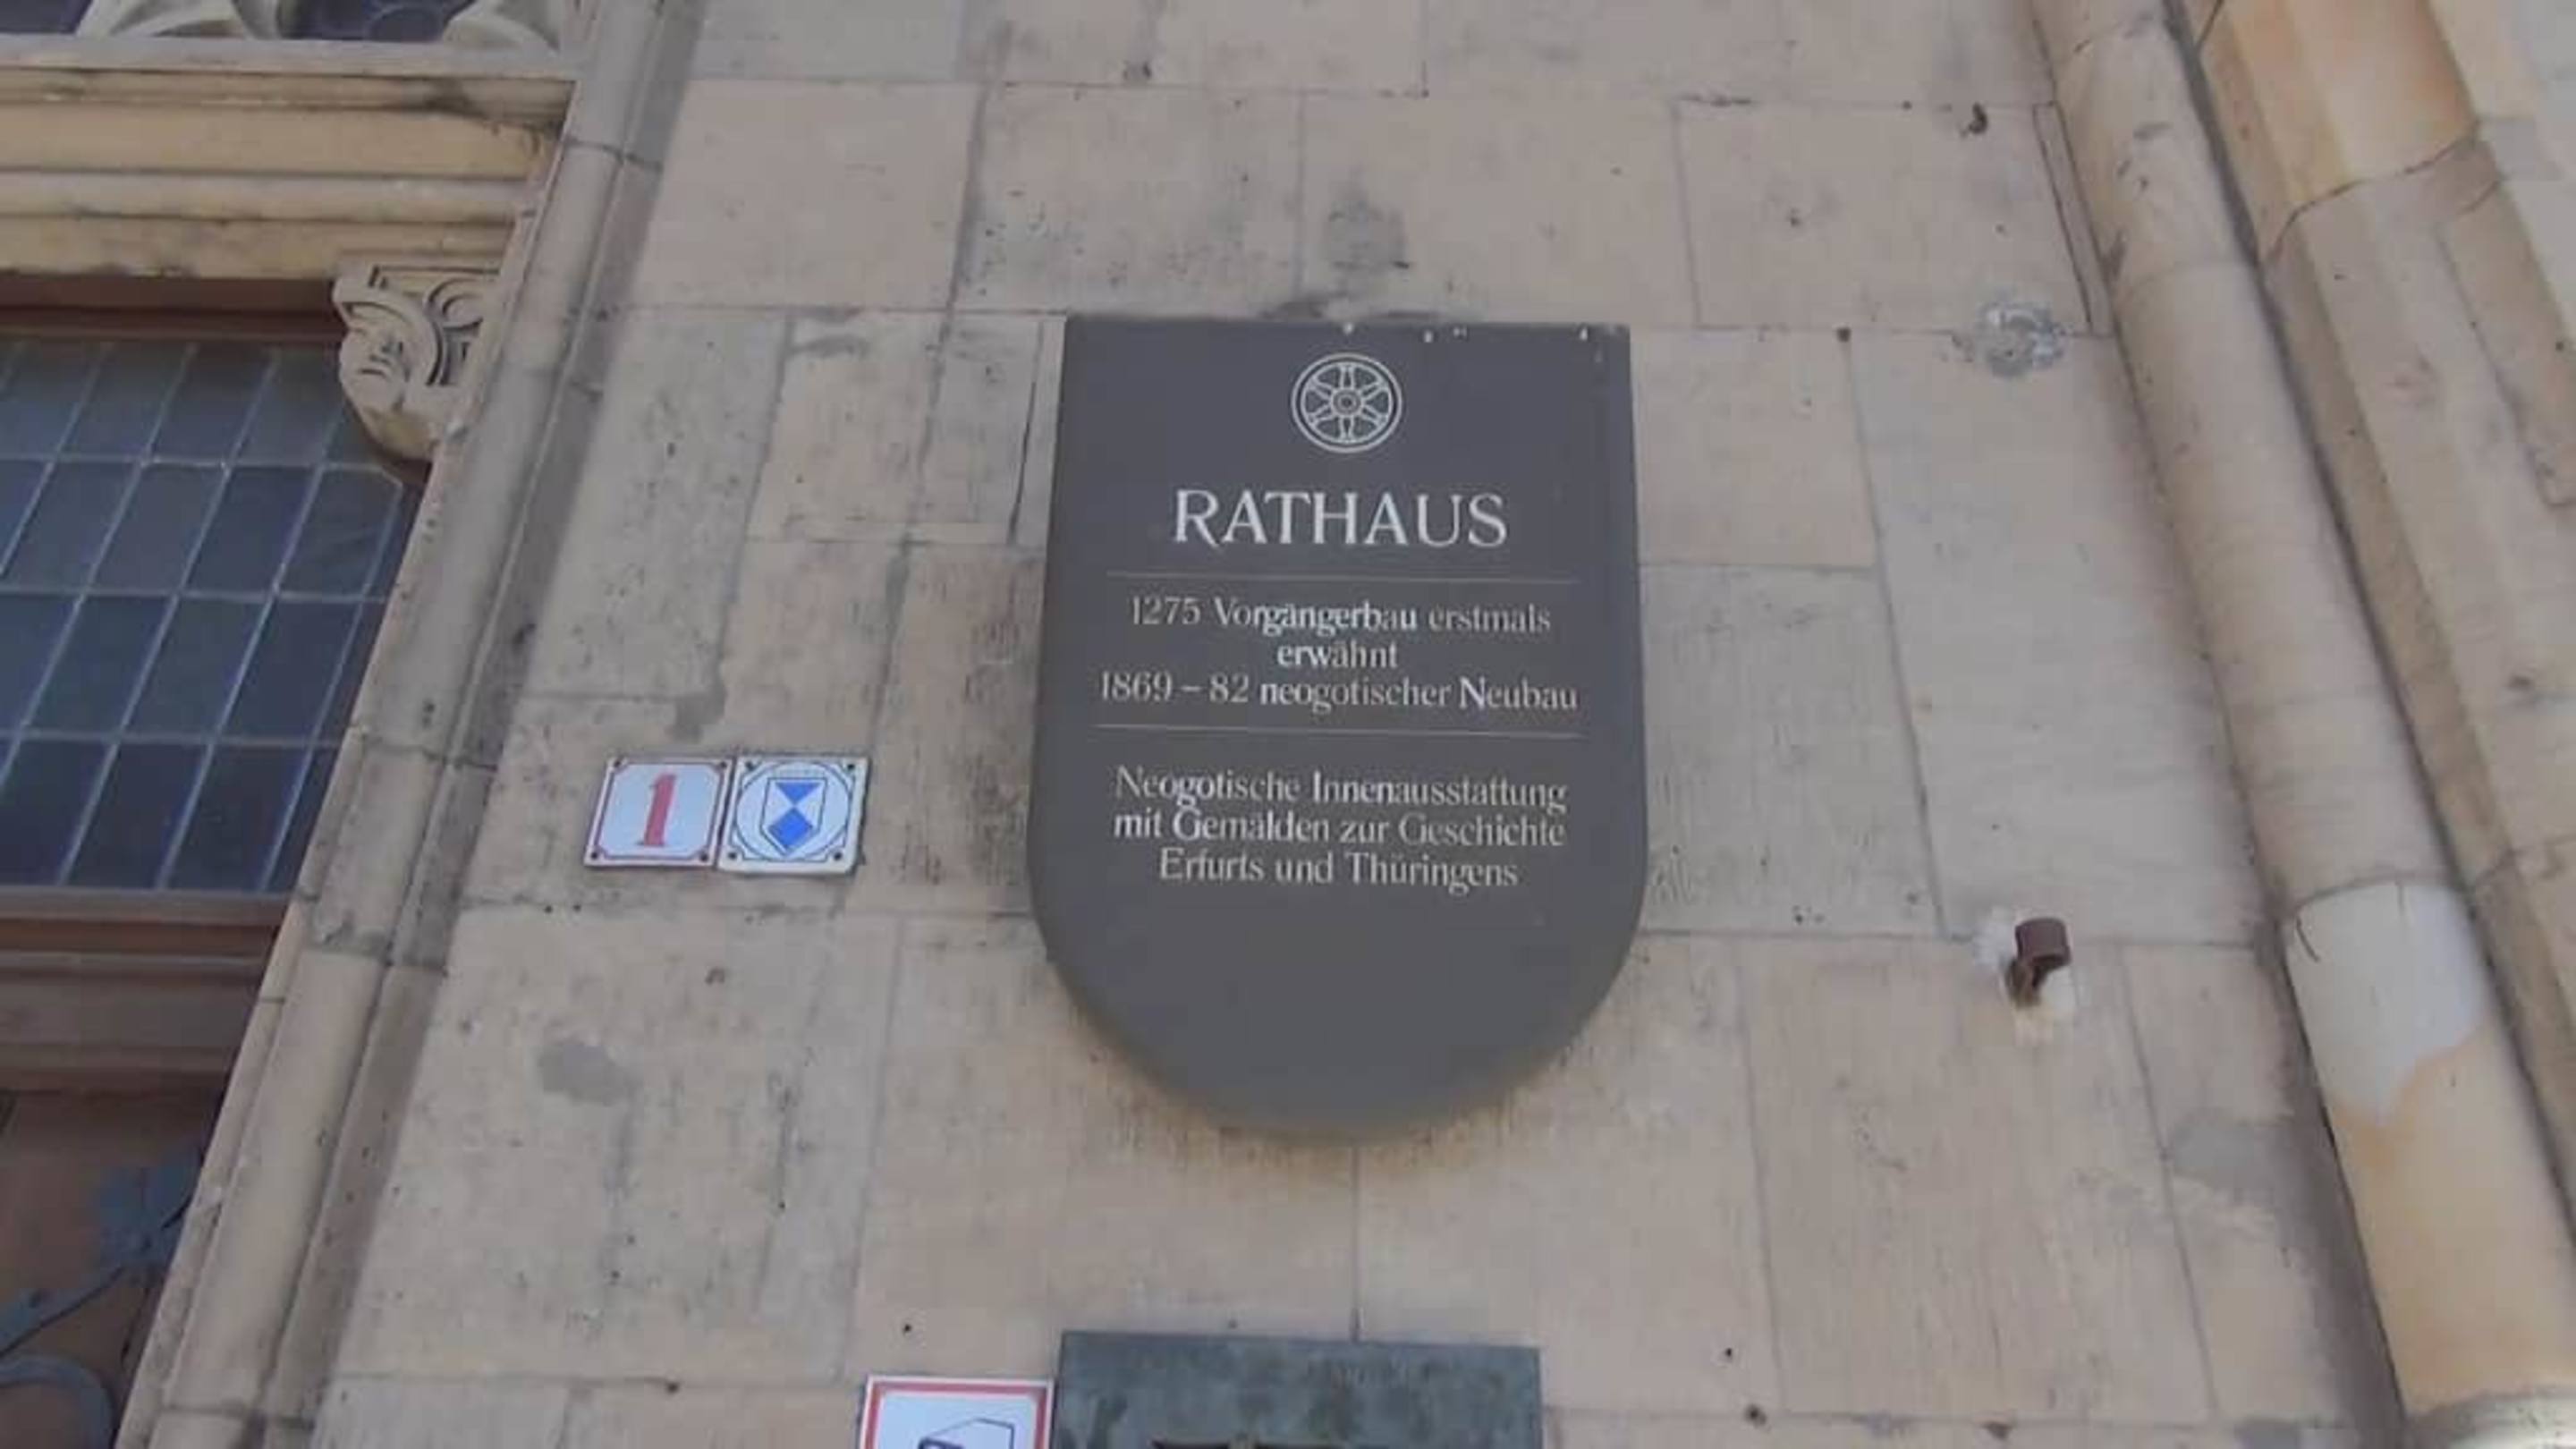 RATHAUS
1275 Vorgängerbau erstmals
erwähnt
1869 – 82 neogotischer Neubau
Neogotische Innenausstattung
mit Gemälden zur Geschichte
Erfurts und Thüringens
1